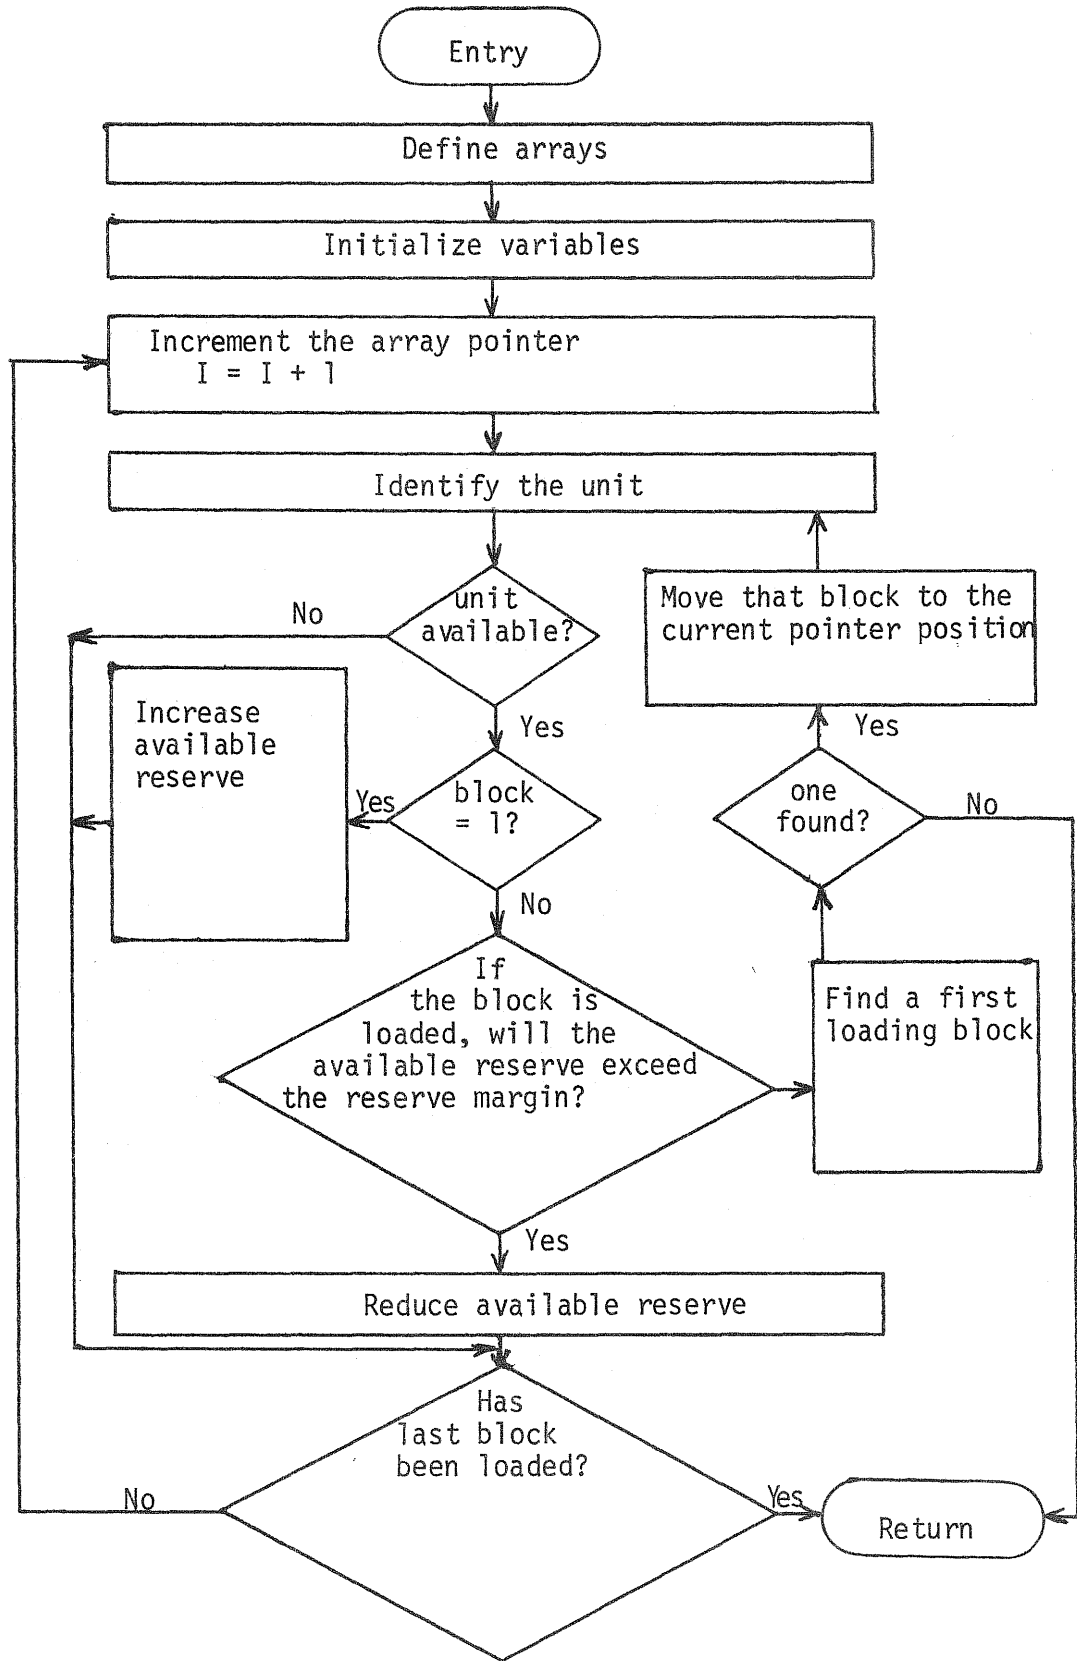 Entry
Define arrays
Initialize variables
Increment the array pointer
I = I + 1
Identify the unit
unit
available?
No
Yes
Move that block to the
current pointer position
Increase
available
reserve
Yes
block
= 1?
No
one
found?
Yes
No
If
the block is
loaded, will the
available reserve exceed
the reserve margin?
Find a first
loading block
Yes
Reduce available reserve
Has
last block
been loaded?
No
Yes
Return